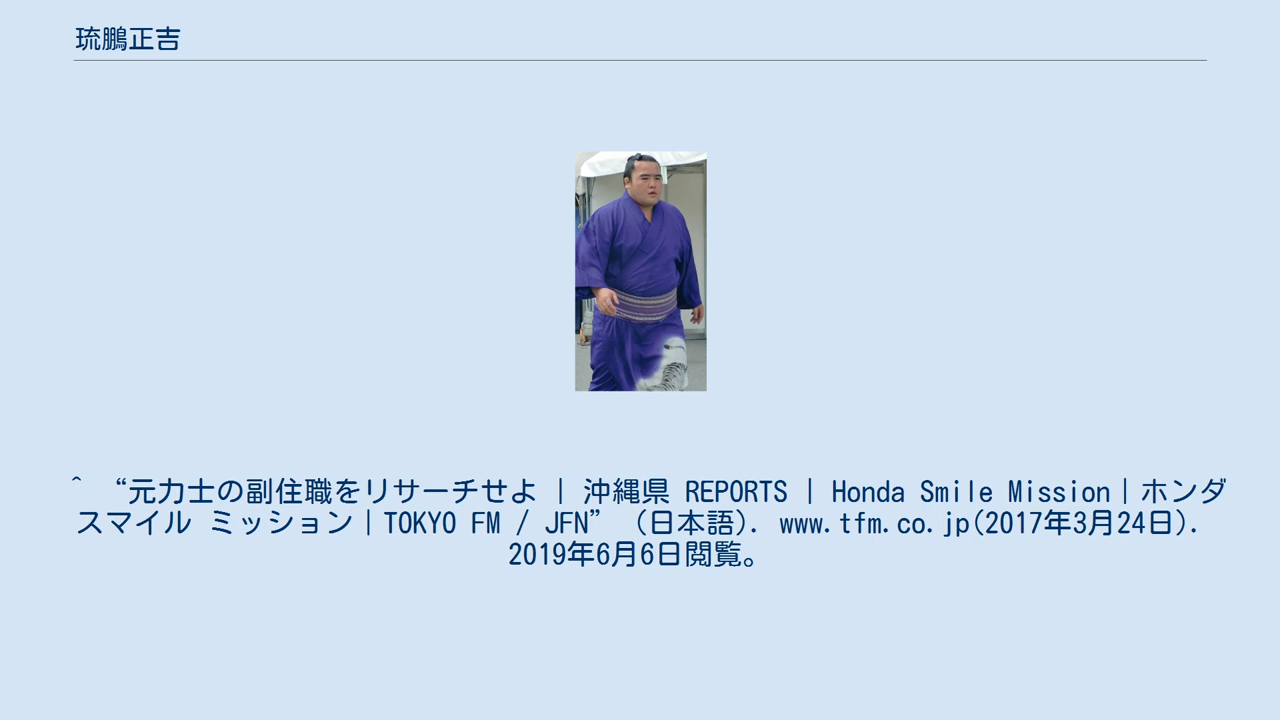 琉鵬正吉
^ “元力士の副住職をリサーチせよ | 沖縄県 REPORTS | Honda Smile Mission｜ホンダ
スマイル ミッション｜TOKYO FM / JFN” (日本語). www.tfm.co.jp(2017年3月24日).
2019年6月6日閲覧。